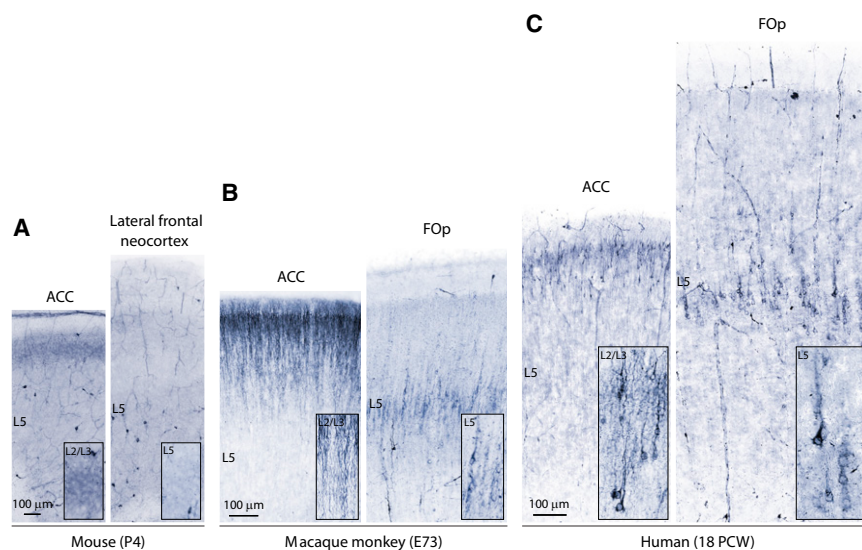 A
ACC
Lateral frontal
neocortex
L5
L5
L2/L3
L5
100 μm
Mouse (P4)
B
ACC
FOp
L5
L5
L2/L3
L5
100 μm
Macaque monkey (E73)
C
ACC
FOp
L5
L5
L2/L3
L5
100 μm
Human (18 PCW)